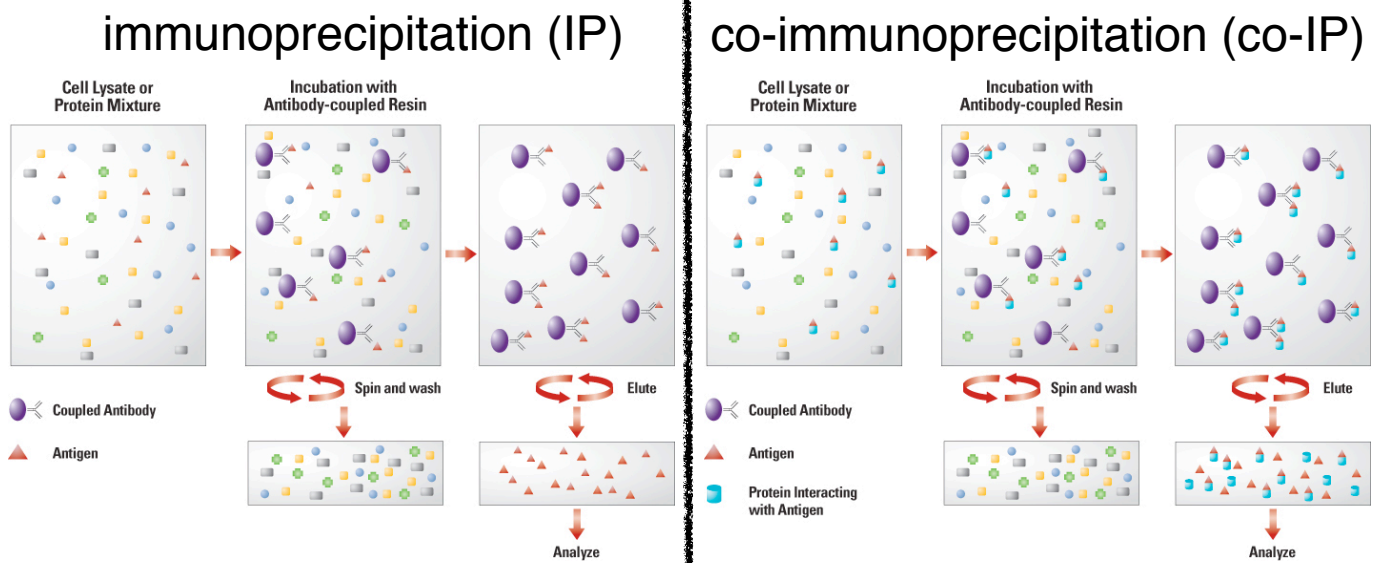 immunoprecipitation (IP)
Cell Lysate or
Protein Mixture
Incubation with
Antibody-coupled Resin
Spin and wash
Elute
Coupled Antibody
Antigen
Analyze
co-immunoprecipitation (co-IP)
Cell Lysate or
Protein Mixture
Incubation with
Antibody-coupled Resin
Spin and wash
Elute
Coupled Antibody
Antigen
Protein Interacting
with Antigen
Analyze